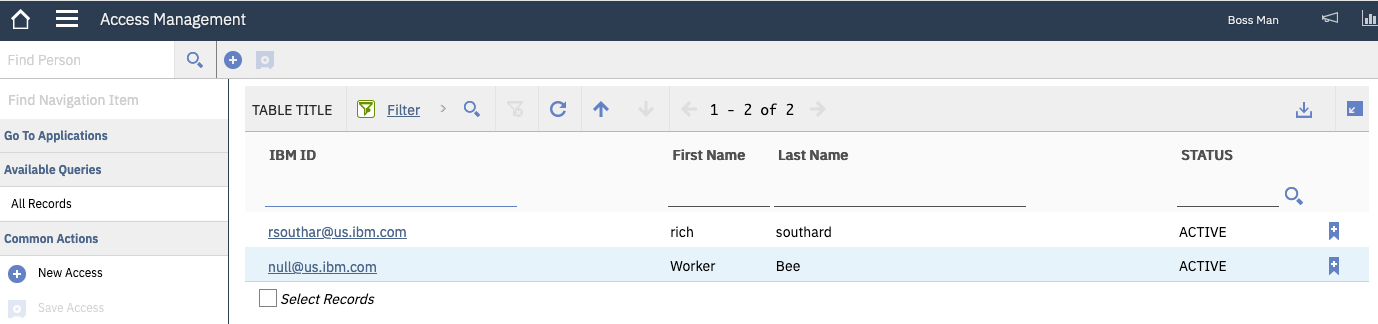 Access Management
Boss Man
Find Person
Find Navigation Item
Go To Applications
Available Queries
All Records
Common Actions
New Access
Save Access
TABLE TITLE Filter 1 - 2 of 2
IBM ID First Name Last Name STATUS
rsouthar@us.ibm.com rich southard ACTIVE
null@us.ibm.com Worker Bee ACTIVE
Select Records